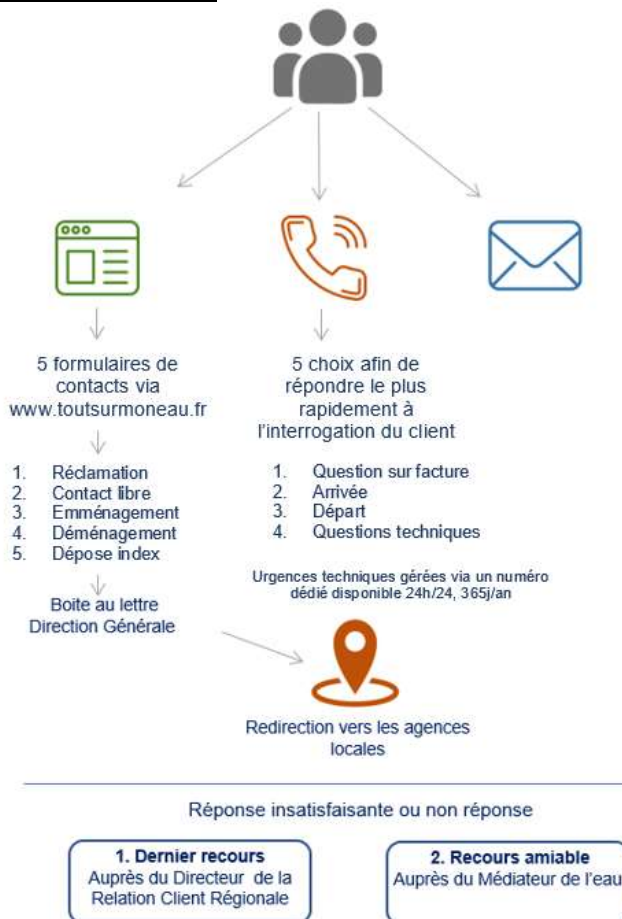 5 formulaires de
contacts via
www.toutsurmoneau.fr
1. Réclamation
2. Contact libre
3. Emménagement
4. Déménagement
5. Dépose index
Boite au lettre
Direction Générale
5 choix afin de
répondre le plus
rapidement à
l'interrogation du client
1. Question sur facture
2. Arrivée
3. Départ
4. Questions techniques
Urgences techniques gérées via un numéro
dédié disponible 24h/24, 365j/an
Redirection vers les agences
locales
Réponse insatisfaisante ou non réponse
1. Dernier recours
Auprès du Directeur de la
Relation Client Régionale
2. Recours amiable
Auprès du Médiateur de l'eau